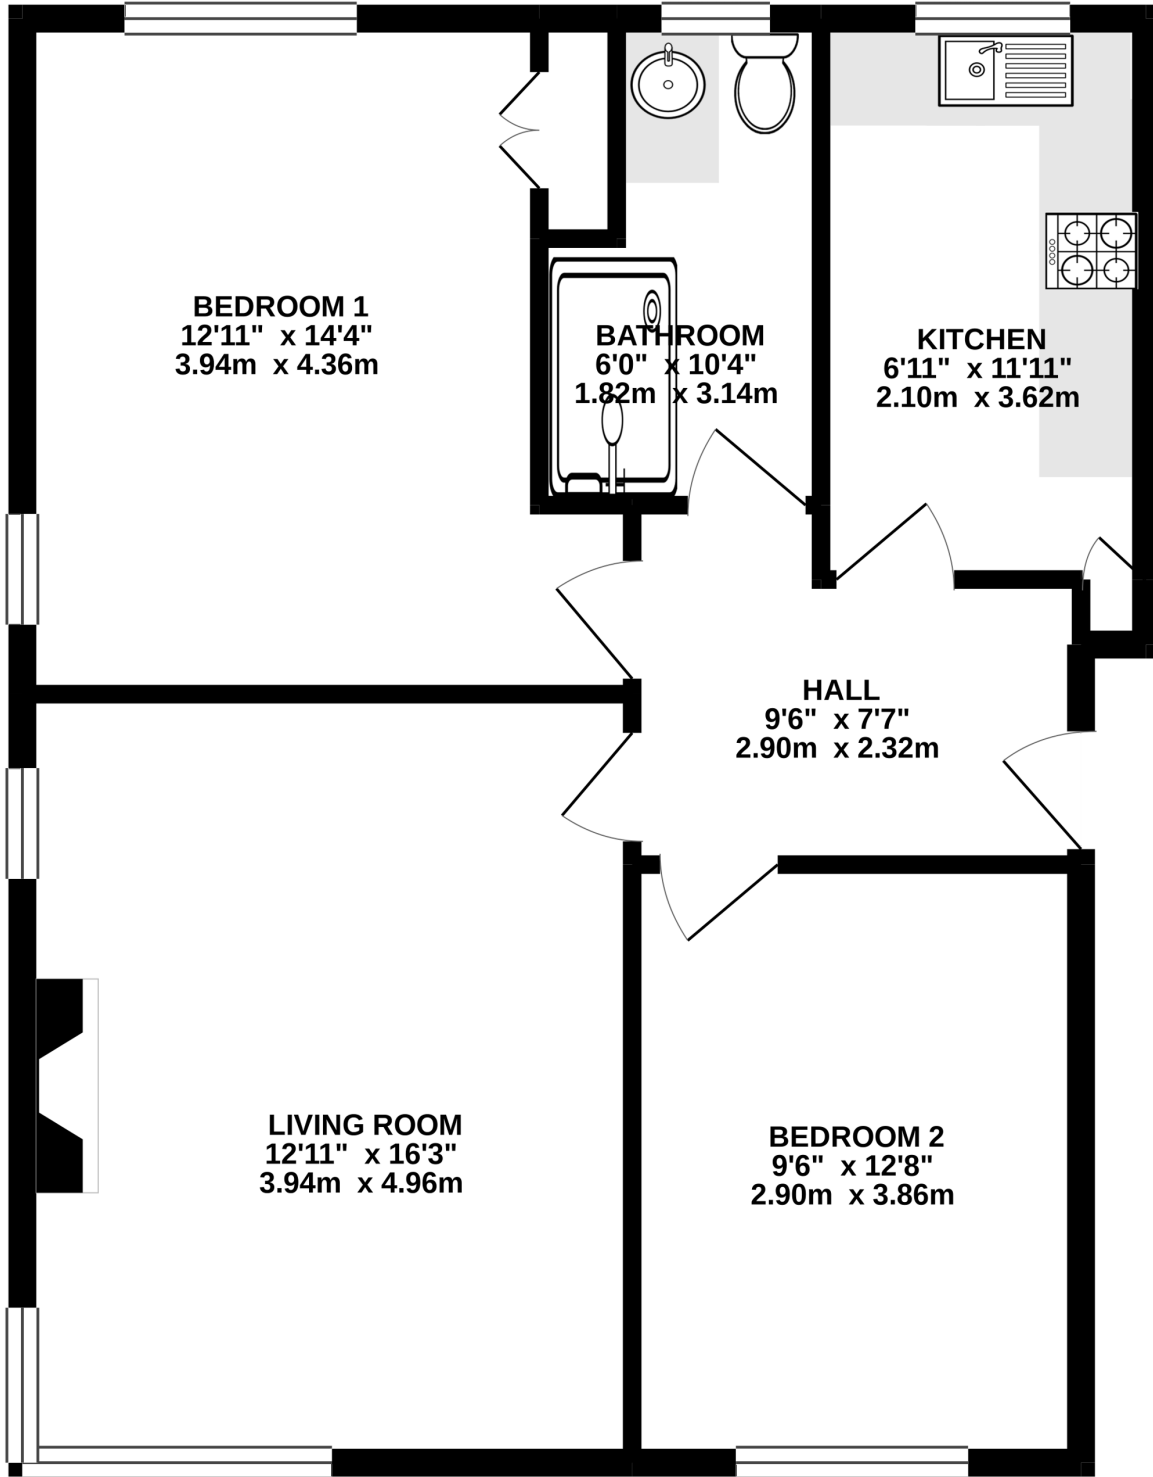 BEDROOM 1
12'11" x 14'4"
3.94m x 4.36m
BATHROOM
6'0" x 10'4"
1.82m x 3.14m
KITCHEN
6'11" x 11'11"
2.10m x 3.62m
HALL
9'6" x 7'7"
2.90m x 2.32m
LIVING ROOM
12'11" x 16'3"
3.94m x 4.96m
BEDROOM 2
9'6" x 12'8"
2.90m x 3.86m